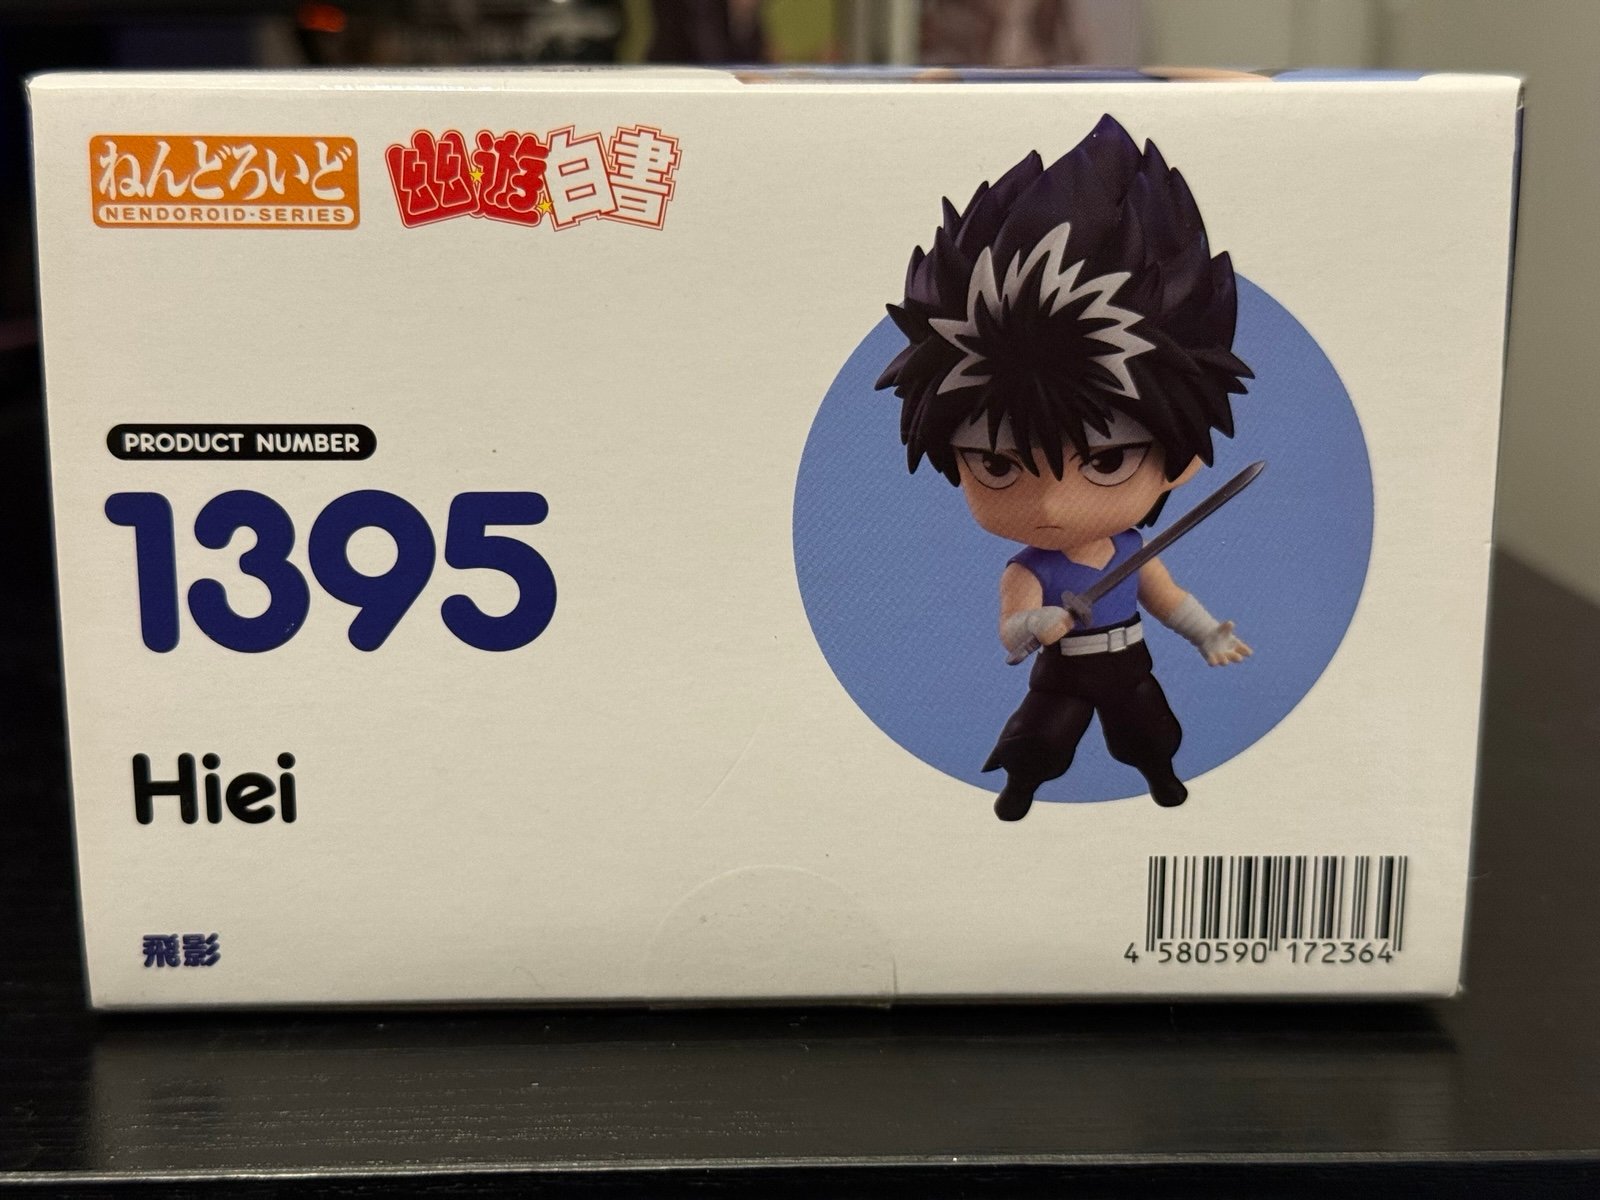 ねんどろいど
NENDOROID・SERIES
幽遊白書
PRODUCT NUMBER
1395
Hiei
飛影
4 580590 172364